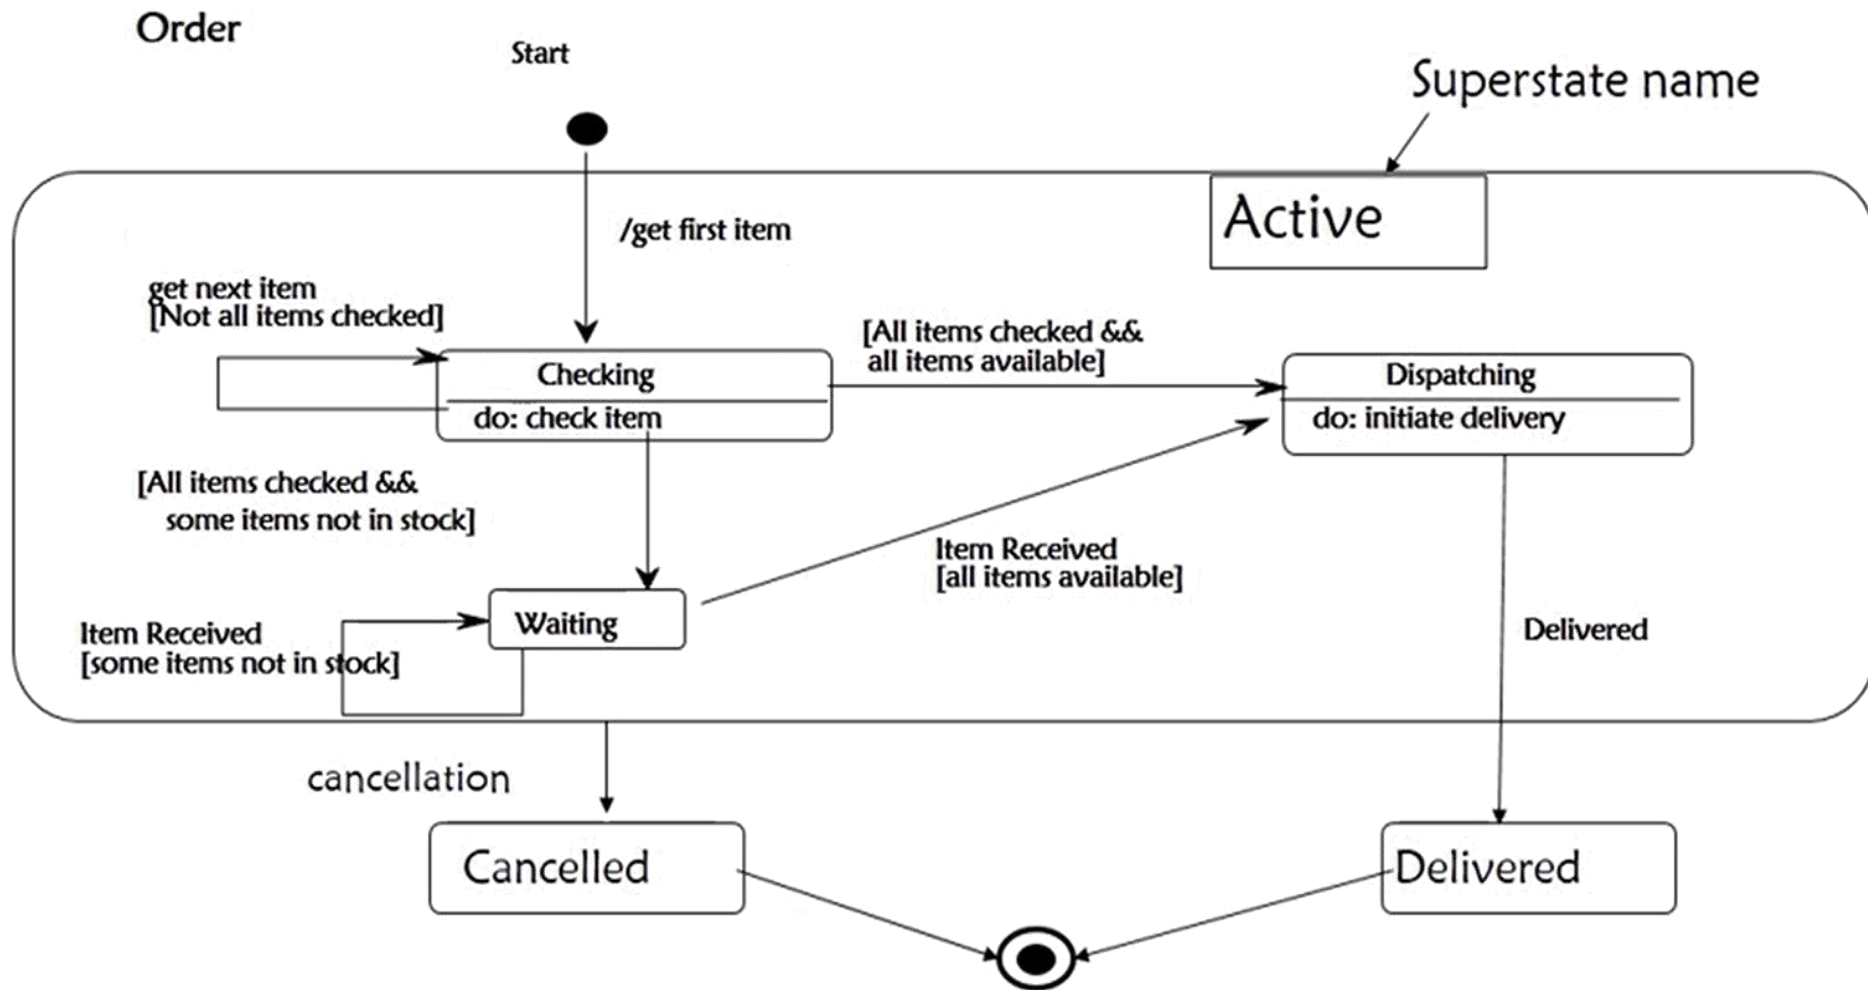 Order
Start
Superstate name
Active
/get first item
get next item
[Not all items checked]
[All items checked &&
all items available]
Checking
do: check item
Dispatching
do: initiate delivery
[All items checked &&
some items not in stock]
Item Received
[all items available]
Waiting
Item Received
[some items not in stock]
Delivered
cancellation
Cancelled
Delivered